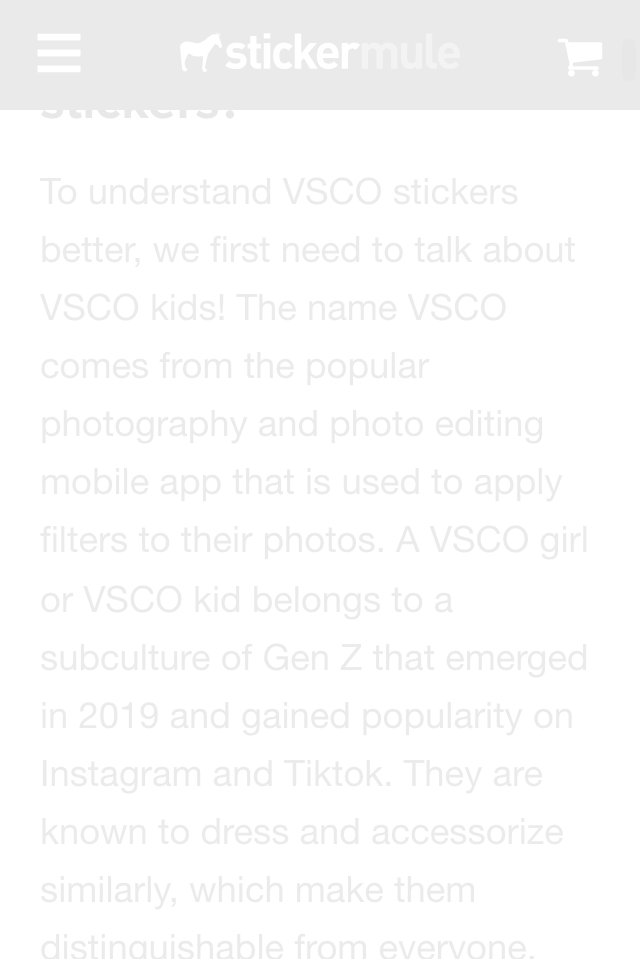 stickermule
stickers?
To understand VSCO stickers
better, we first need to talk about
VSCO kids! The name VSCO
comes from the popular
photography and photo editing
mobile app that is used to apply
filters to their photos. A VSCO girl
or VSCO kid belongs to a
subculture of Gen Z that emerged
in 2019 and gained popularity on
Instagram and Tiktok. They are
known to dress and accessorize
similarly, which make them
distinguishable from everyone.